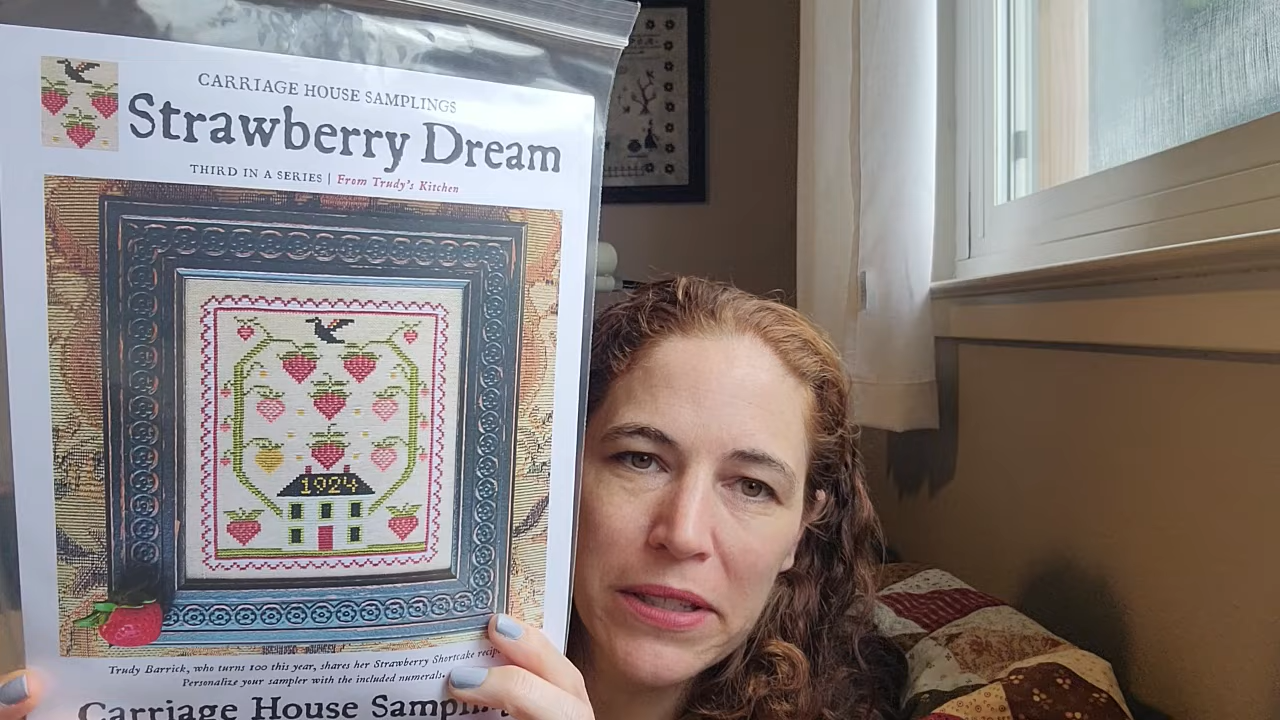 CARRIAGE HOUSE SAMPLINGS
Strawberry Dream
THIRD IN A SERIES | From Trudy's Kitchen
1924
Trudy Barrick, who turns 100 this year, shares her Strawberry Shortcake
Personalize your sampler with the included numerals.
Carriage House